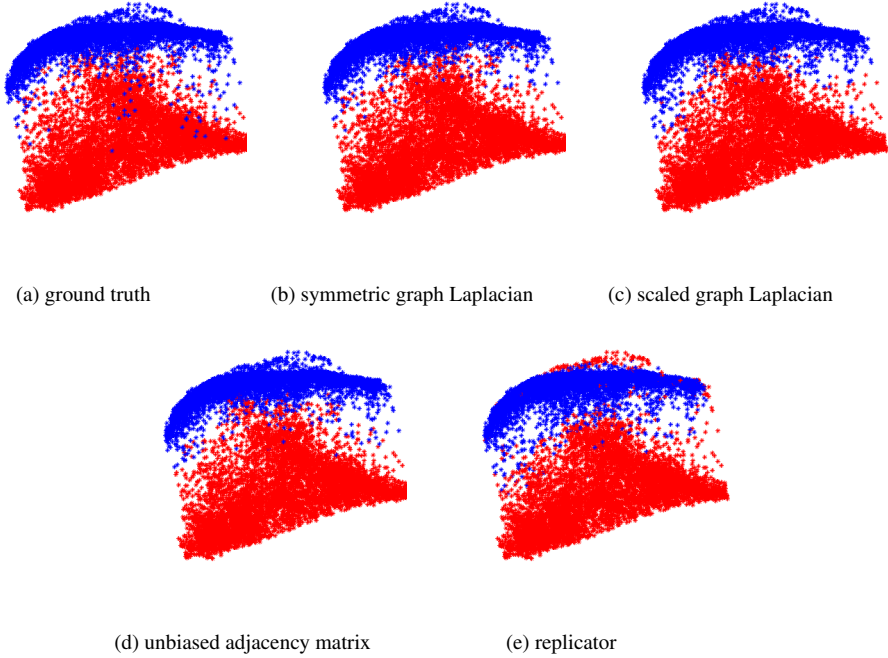 (a) ground truth
(b) symmetric graph Laplacian
(c) scaled graph Laplacian
(d) unbiased adjacency matrix
(e) replicator